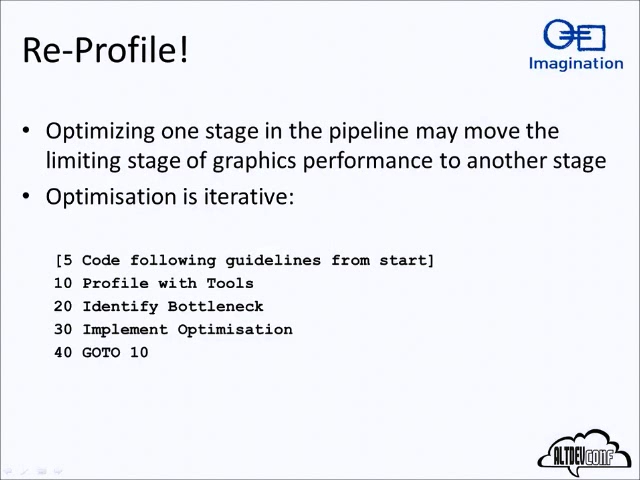 Re-Profile!
Imagination
• Optimizing one stage in the pipeline may move the
limiting stage of graphics performance to another stage
• Optimisation is iterative:
[5 Code following guidelines from start]
10 Profile with Tools
20 Identify Bottleneck
30 Implement Optimisation
40 GOTO 10
ALTDEVCONF